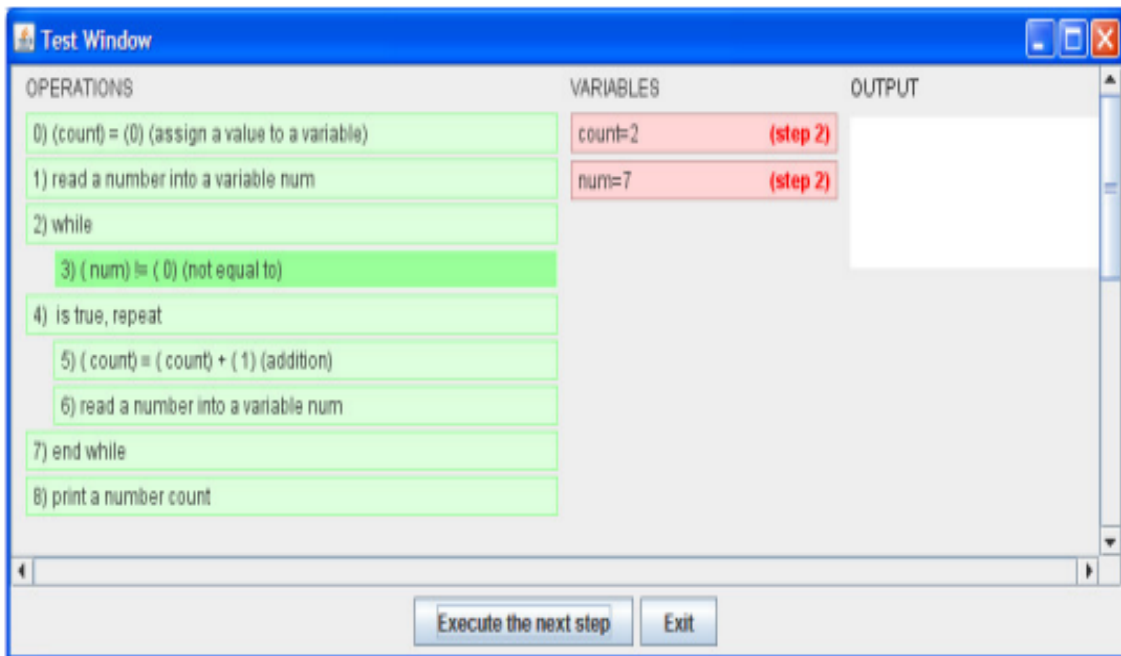 Test Window
OPERATIONS
VARIABLES
OUTPUT
0) (count) = (0) (assign a value to a variable)
count=2
(step 2)
1) read a number into a variable num
num=7
(step 2)
2) while
3) ( num) != ( 0) (not equal to)
4) is true, repeat
5) ( count) = ( count) + ( 1) (addition)
6) read a number into a variable num
7) end while
8) print a number count
Execute the next step
Exit